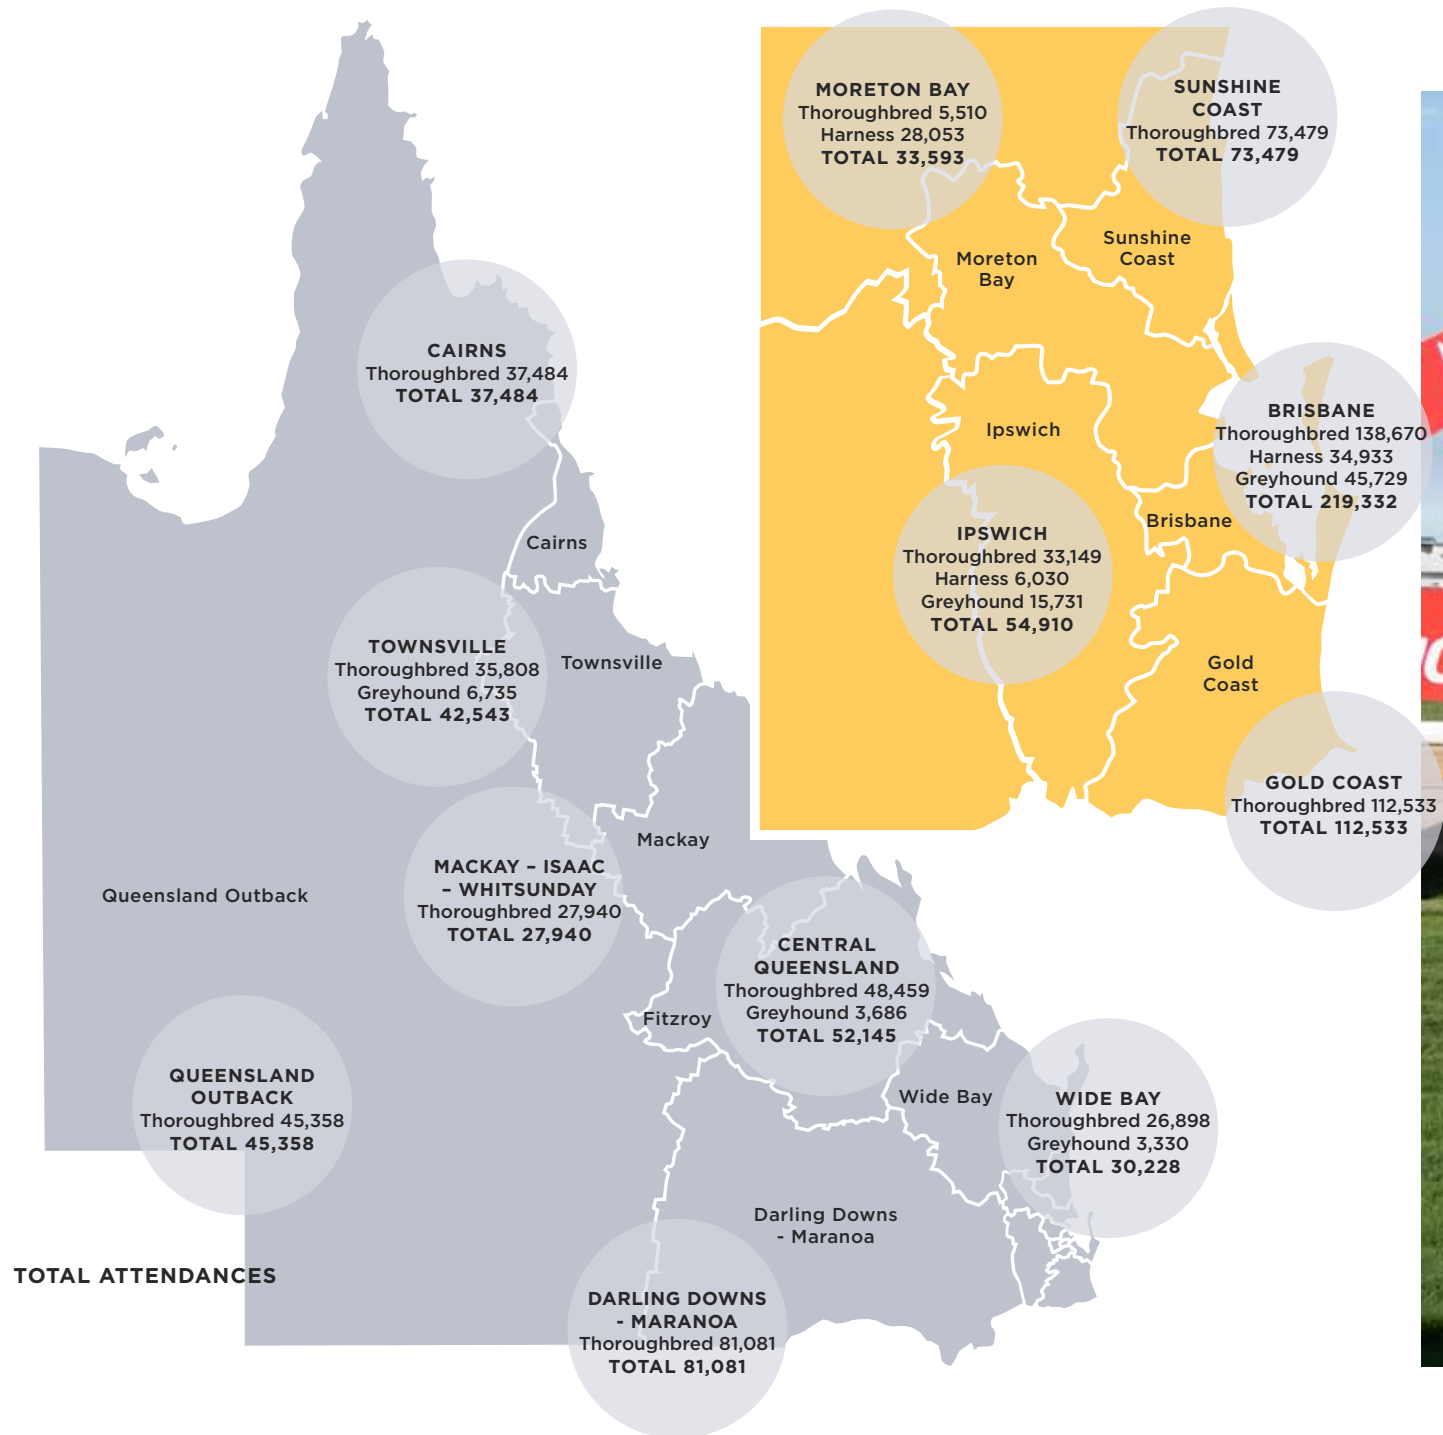 MORETON BAY
Thoroughbred 5,510
Harness 28,053
TOTAL 33,593
SUNSHINE
COAST
Thoroughbred 73,479
TOTAL 73,479
Moreton
Bay
Sunshine
Coast
CAIRNS
Thoroughbred 37,484
TOTAL 37,484
Ipswich
BRISBANE
Thoroughbred 138,670
Harness 34,933
Greyhound 45,729
TOTAL 219,332
Brisbane
IPSWICH
Thoroughbred 33,149
Harness 6,030
Greyhound 15,731
TOTAL 54,910
Cairns
TOWNSVILLE
Thoroughbred 35,808
Greyhound 6,735
TOTAL 42,543
Townsville
Gold
Coast
GOLD COAST
Thoroughbred 112,533
TOTAL 112,533
Mackay
MACKAY – ISAAC
– WHITSUNDAY
Thoroughbred 27,940
TOTAL 27,940
Queensland Outback
CENTRAL
QUEENSLAND
Thoroughbred 48,459
Greyhound 3,686
TOTAL 52,145
Fitzroy
QUEENSLAND
OUTBACK
Thoroughbred 45,358
TOTAL 45,358
Wide Bay
WIDE BAY
Thoroughbred 26,898
Greyhound 3,330
TOTAL 30,228
Darling Downs
- Maranoa
TOTAL ATTENDANCES
DARLING DOWNS
- MARANOA
Thoroughbred 81,081
TOTAL 81,081